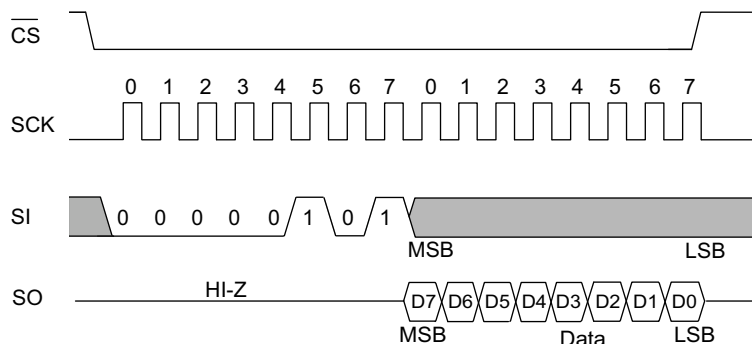 CS
0 1 2 3 4 5 6 7 0 1 2 3 4 5 6 7
SCK
SI 0 0 0 0 0 1 0 1
MSB LSB
HI-Z
SO D7 D6 D5 D4 D3 D2 D1 D0
MSB Data LSB